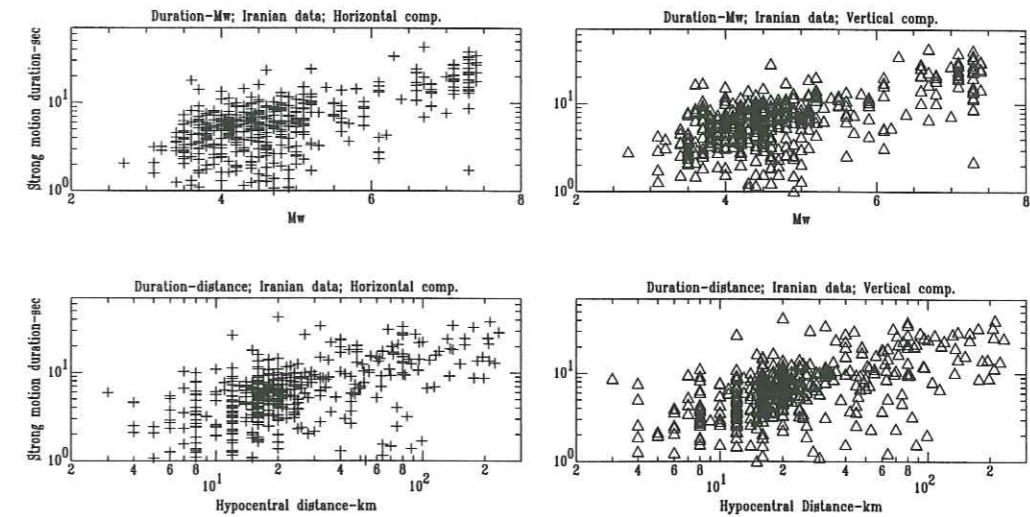 Duration-Mw; Iranian data; Horizontal comp.
Strong motion duration-sec
10^1
10^0
2 4 6 8
Mw
Duration-Mw; Iranian data; Vertical comp.
10^1
10^0
2 4 6 8
Mw
Duration-distance; Iranian data; Horizontal comp.
Strong motion duration-sec
10^1
10^0
4 6 8 2 4 6 8 2
10^1 10^2
Hypocentral distance-km
Duration-distance; Iranian data; Vertical comp.
10^1
10^0
2 4 6 8 2 4 6 8 2
10^1 10^2
Hypocentral Distance-km